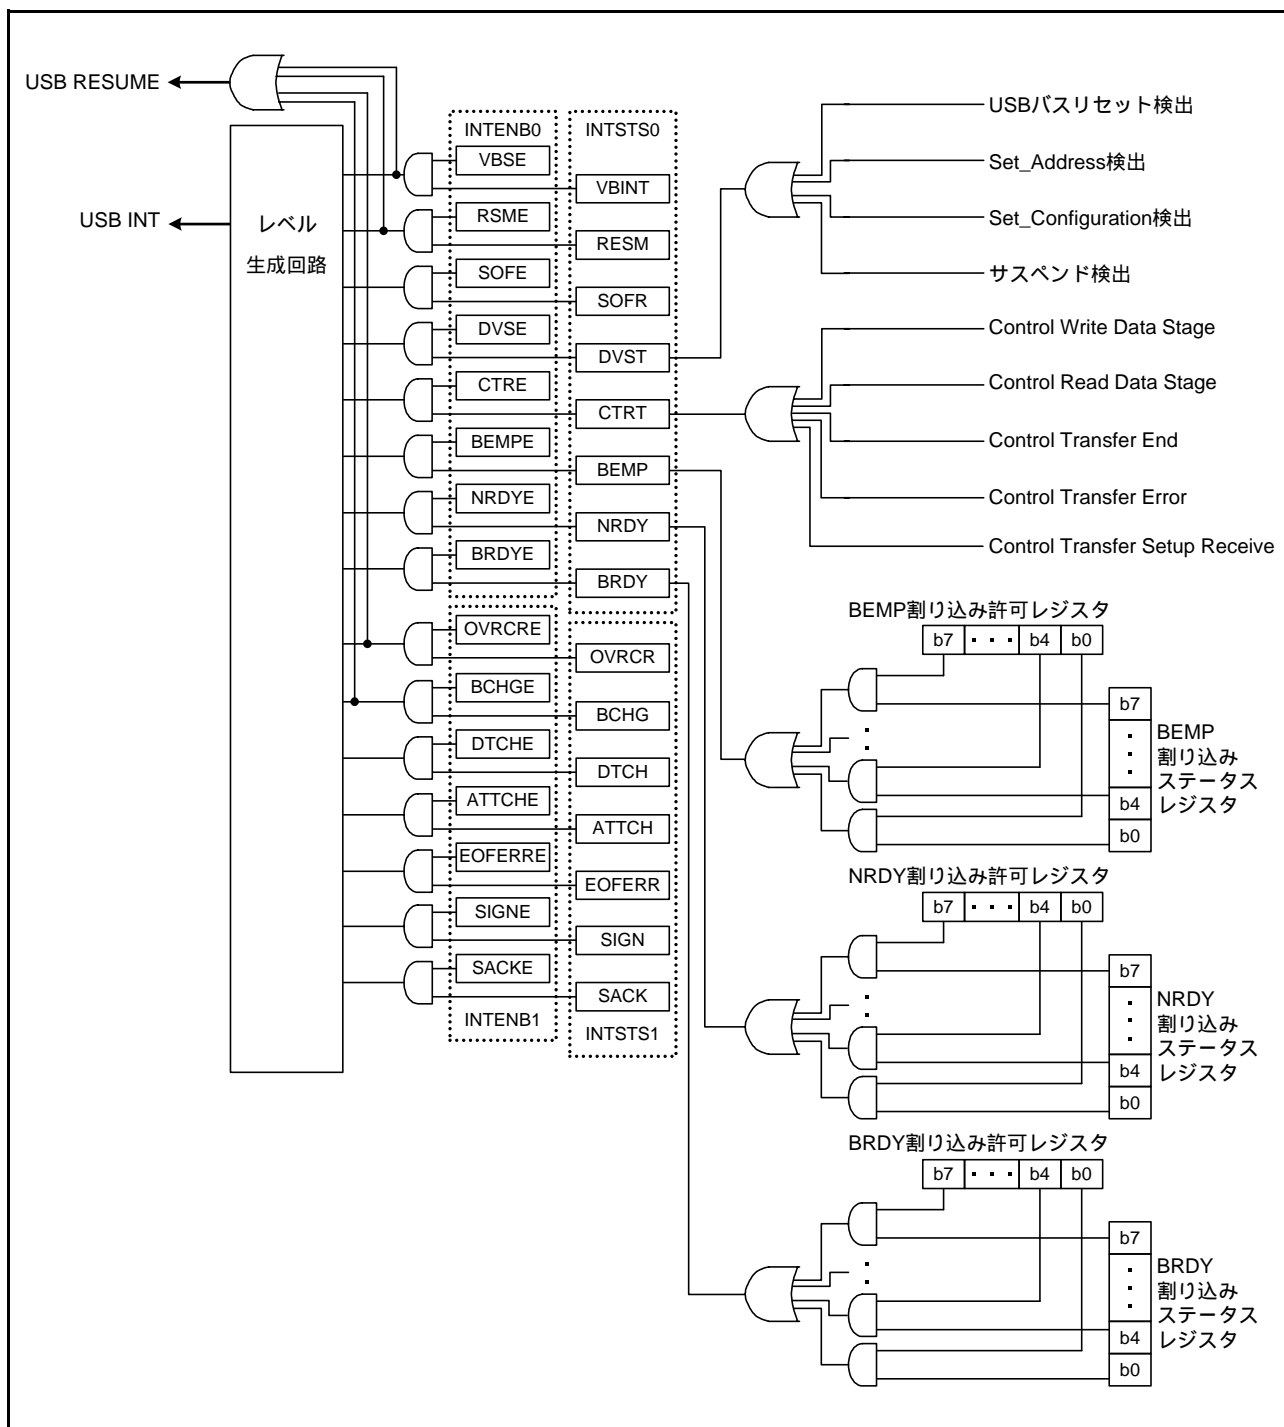 USB RESUME
USB INT
レベル
生成回路
INTENB0
VBSE
RSME
SOFE
DVSE
CTRE
BEMPE
NRDYE
BRDYE
OVRCRE
BCHGE
DTCHE
ATTCHE
EOFERRE
SIGNE
SACKE
INTENB1
INTSTS0
VBINT
RESM
SOFR
DVST
CTRT
BEMP
NRDY
BRDY
OVRCR
BCHG
DTCH
ATTCH
EOFERR
SIGN
SACK
INTSTS1
USBバスリセット検出
Set_Address検出
Set_Configuration検出
サスペンド検出
Control Write Data Stage
Control Read Data Stage
Control Transfer End
Control Transfer Error
Control Transfer Setup Receive
BEMP割り込み許可レジスタ
b7 ・・・ b4 b0
b7
b4
b0
BEMP
割り込み
ステータス
レジスタ
NRDY割り込み許可レジスタ
b7 ・・・ b4 b0
b7
b4
b0
NRDY
割り込み
ステータス
レジスタ
BRDY割り込み許可レジスタ
b7 ・・・ b4 b0
b7
b4
b0
BRDY
割り込み
ステータス
レジスタ